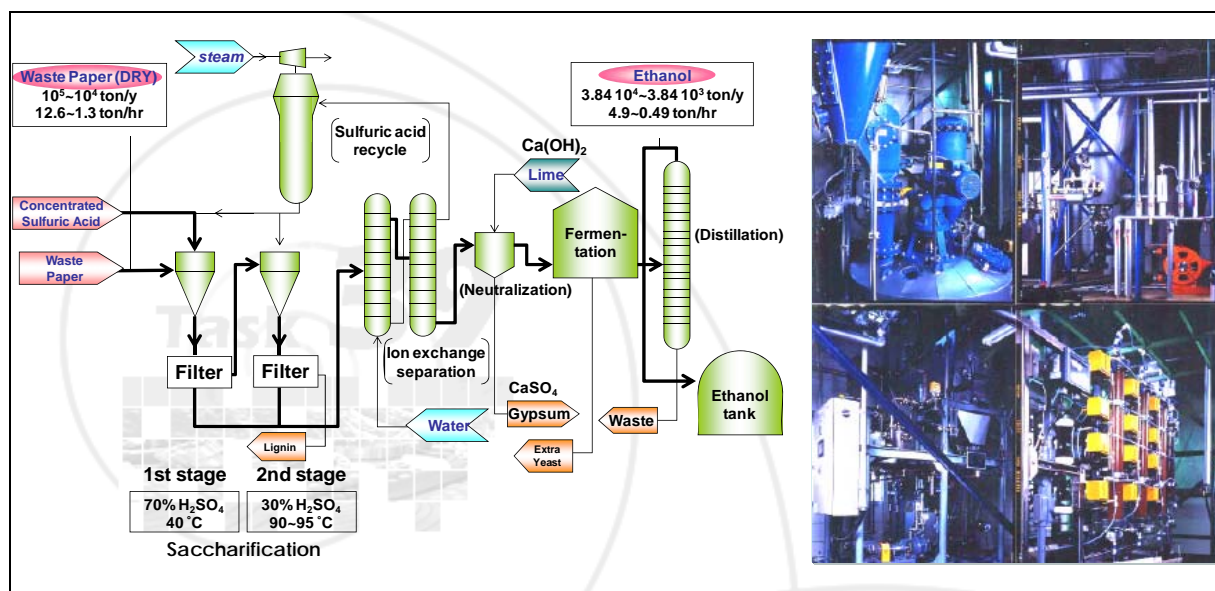 steam
Waste Paper (DRY)
10⁵~10⁴ ton/y
12.6~1.3 ton/hr
Ethanol
3.84 10⁴~3.84 10³ ton/y
4.9~0.49 ton/hr
Sulfuric acid
recycle
Ca(OH)₂
Lime
Concentrated
Sulfuric Acid
Waste
Paper
Fermen-
tation
(Distillation)
(Neutralization)
Task 39
Filter
Filter
Ion exchange
separation
CaSO₄
Gypsum
Water
Waste
Ethanol
tank
Lignin
Extra
Yeast
1st stage
2nd stage
70% H₂SO₄
40 ˚C
30% H₂SO₄
90~95 ˚C
Saccharification